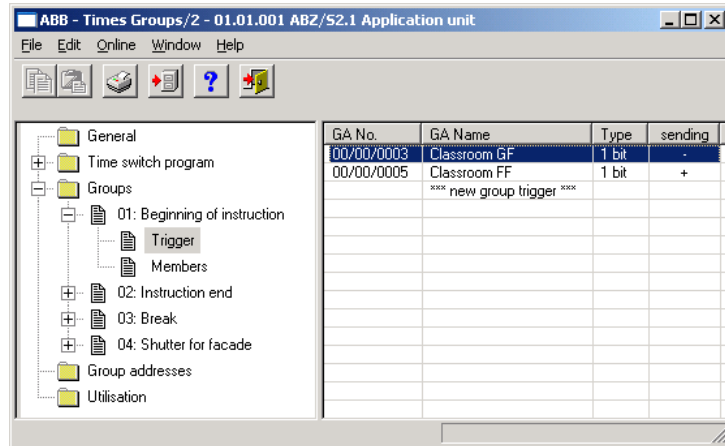 ABB - Times Groups/2 - 01.01.001 ABZ/S2.1 Application unit
File Edit Online Window Help
?
General
Time switch program
Groups
01: Beginning of instruction
Trigger
Members
02: Instruction end
03: Break
04: Shutter for facade
Group addresses
Utilisation
GA No. GA Name Type sending
00/00/0003 Classroom GF 1 bit -
00/00/0005 Classroom FF 1 bit +
*** new group trigger ***